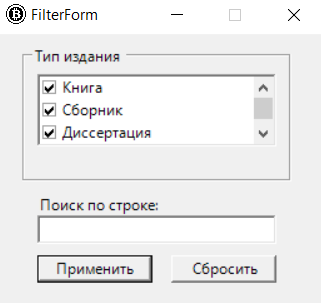 FilterForm
Тип издания
Книга
Сборник
Диссертация
Поиск по строке:
Применить
Сбросить